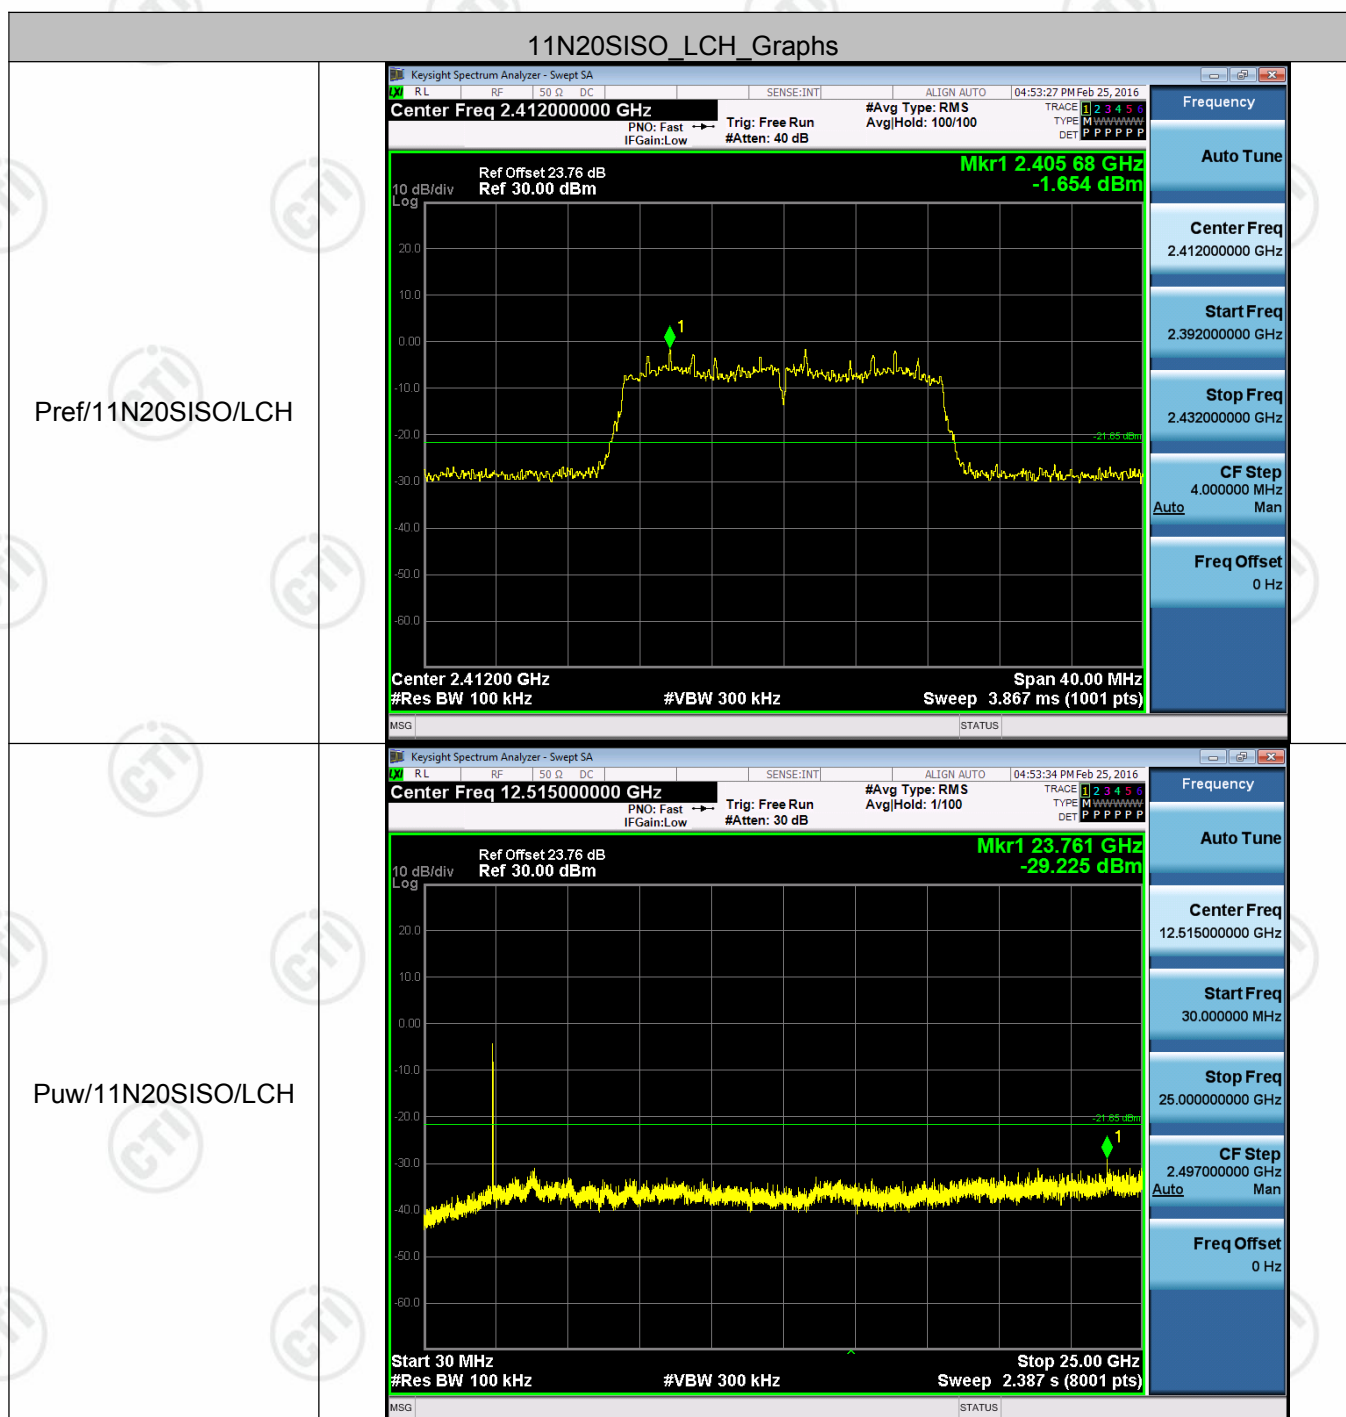 11N20SISO_LCH_Graphs
Pref/11N20SISO/LCH
Keysight Spectrum Analyzer - Swept SA
LXI RL RF 50 Ω DC SENSE:INT ALIGN AUTO 04:53:27 PM Feb 25, 2016
Center Freq 2.412000000 GHz
PNO: Fast
IFGain:Low
Trig: Free Run
#Atten: 40 dB
#Avg Type: RMS
Avg|Hold: 100/100
TRACE 1 2 3 4 5 6
TYPE M WWWWW
DET P P P P P P
Mkr1 2.405 68 GHz
-1.654 dBm
Ref Offset 23.76 dB
10 dB/div Ref 30.00 dBm
Log
20.0
10.0
0.00
1
-10.0
-20.0
-21.65 dBm
-30.0
-40.0
-50.0
-60.0
Center 2.41200 GHz Span 40.00 MHz
#Res BW 100 kHz #VBW 300 kHz Sweep 3.867 ms (1001 pts)
MSG STATUS
Frequency
Auto Tune
Center Freq
2.412000000 GHz
Start Freq
2.392000000 GHz
Stop Freq
2.432000000 GHz
CF Step
4.000000 MHz
Auto Man
Freq Offset
0 Hz
Puw/11N20SISO/LCH
Keysight Spectrum Analyzer - Swept SA
LXI RL RF 50 Ω DC SENSE:INT ALIGN AUTO 04:53:34 PM Feb 25, 2016
Center Freq 12.515000000 GHz
PNO: Fast
IFGain:Low
Trig: Free Run
#Atten: 30 dB
#Avg Type: RMS
Avg|Hold: 1/100
TRACE 1 2 3 4 5 6
TYPE M WWWWW
DET P P P P P P
Mkr1 23.761 GHz
-29.225 dBm
Ref Offset 23.76 dB
10 dB/div Ref 30.00 dBm
Log
20.0
10.0
0.00
-10.0
-20.0
-21.65 dBm
1
-30.0
-40.0
-50.0
-60.0
Start 30 MHz Stop 25.00 GHz
#Res BW 100 kHz #VBW 300 kHz Sweep 2.387 s (8001 pts)
MSG STATUS
Frequency
Auto Tune
Center Freq
12.515000000 GHz
Start Freq
30.000000 MHz
Stop Freq
25.000000000 GHz
CF Step
2.497000000 GHz
Auto Man
Freq Offset
0 Hz
CTI